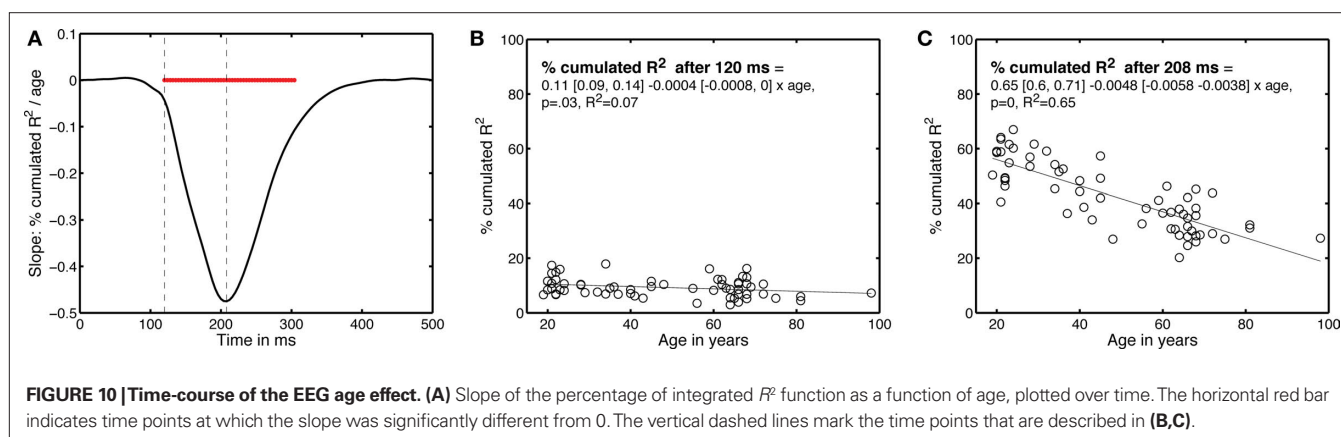 A
0.1
0
−0.1
−0.2
−0.3
−0.4
−0.5
Slope: % cumulated R² / age
0 100 200 300 400 500
Time in ms
B
100
80
60
40
20
0
% cumulated R²
% cumulated R² after 120 ms =
0.11 [0.09, 0.14] -0.0004 [-0.0008, 0] x age,
p=.03, R²=0.07
20 40 60 80 100
Age in years
C
100
80
60
40
20
0
% cumulated R²
% cumulated R² after 208 ms =
0.65 [0.6, 0.71] -0.0048 [-0.0058 -0.0038] x age,
p=0, R²=0.65
20 40 60 80 100
Age in years
FIGURE 10 | Time-course of the EEG age effect. (A) Slope of the percentage of integrated R² function as a function of age, plotted over time. The horizontal red bar
indicates time points at which the slope was significantly different from 0. The vertical dashed lines mark the time points that are described in (B,C).